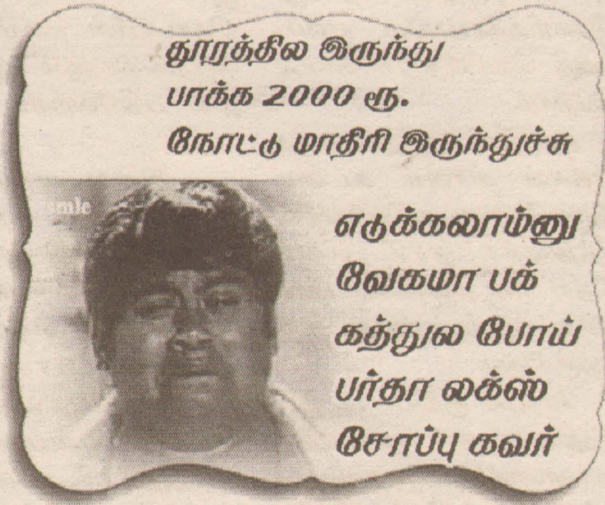 தூரத்தில இருந்து
பாக்க 2000 ரூ.
நோட்டு மாதிரி இருந்துச்சு
எடுக்கலாம்னு
வேகமா பக்
கத்துல போய்
பர்தா லக்ஸ்
சோப்பு கவர்